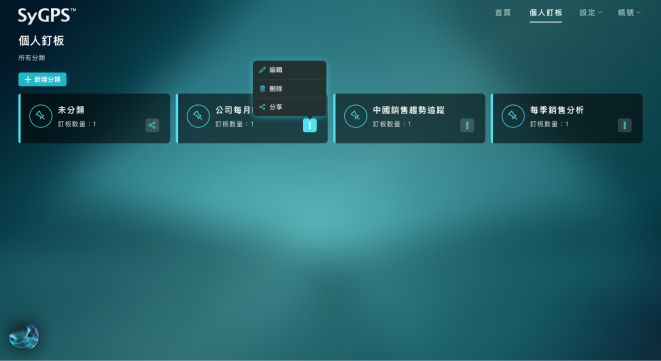 SyGPS™
首頁 個人釘板 設定 帳號
個人釘板
所有分類
+ 新增分類
編輯
刪除
分享
未分類
釘板數量：1
公司每月
釘板數量：1
中國銷售趨勢追蹤
釘板數量：1
每季銷售分析
釘板數量：1